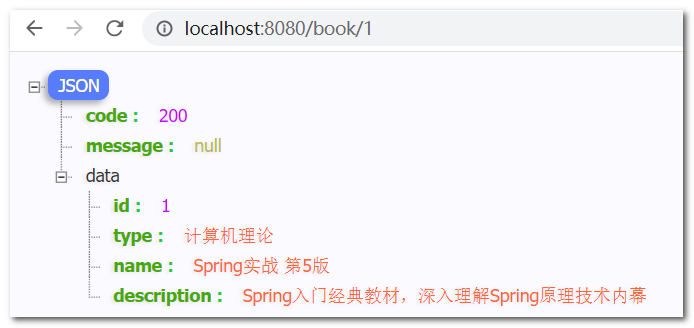 localhost:8080/book/1
JSON
code : 200
message : null
data
id : 1
type : 计算机理论
name : Spring实战 第5版
description : Spring入门经典教材，深入理解Spring原理技术内幕